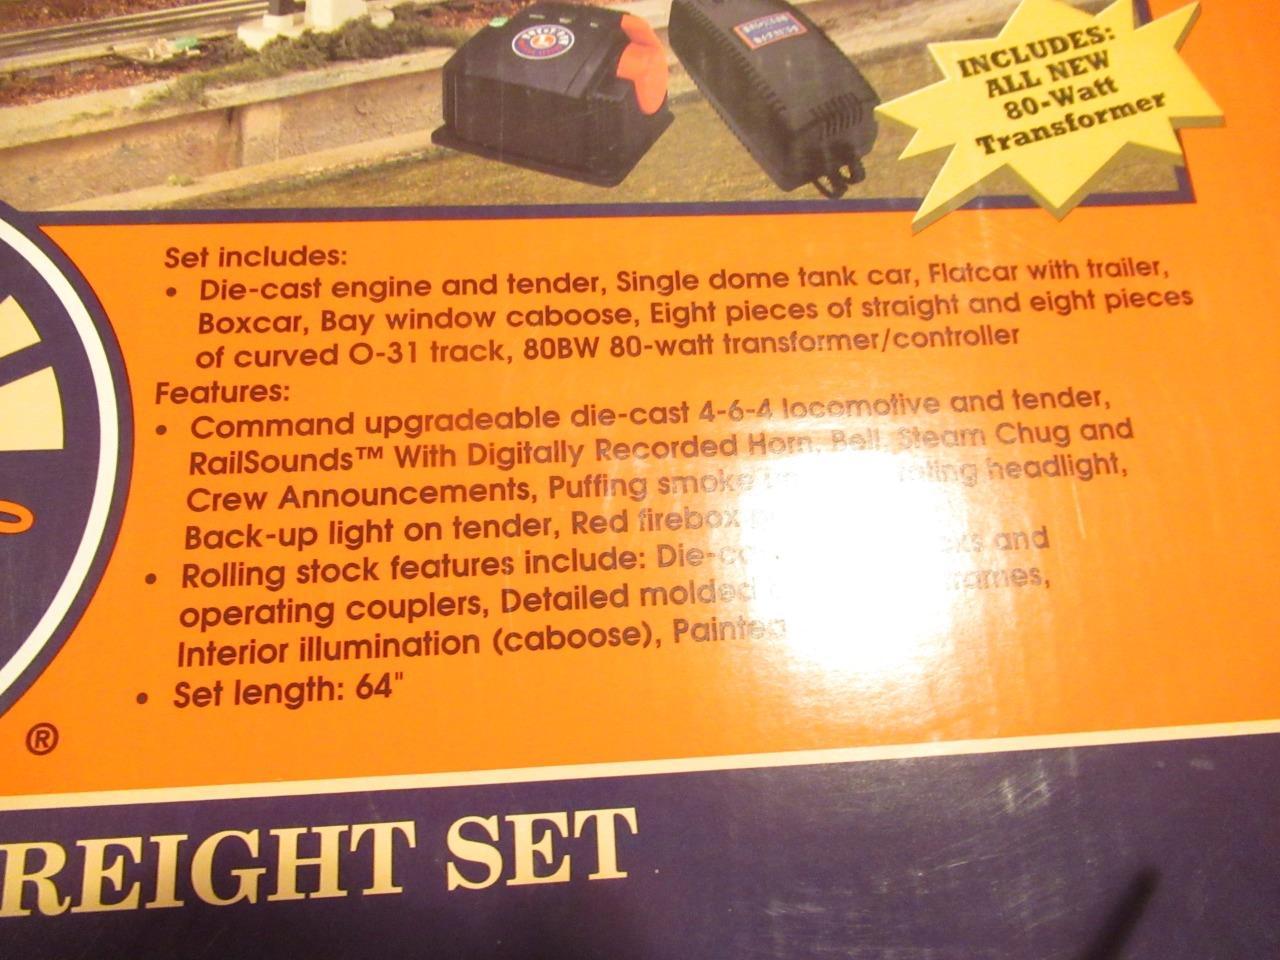 INCLUDES:
ALL NEW
80-Watt
Transformer
Set includes:
• Die-cast engine and tender, Single dome tank car, Flatcar with trailer,
Boxcar, Bay window caboose, Eight pieces of straight and eight pieces
of curved O-31 track, 80BW 80-watt transformer/controller
Features:
• Command upgradeable die-cast 4-6-4 locomotive and tender,
RailSounds™ With Digitally Recorded Horn, Bell, Steam Chug and
Crew Announcements, Puffing smoke headlight,
Back-up light on tender, Red firebox
• Rolling stock features include: and
operating couplers, Detailed molded
Interior illumination (caboose), Painted
• Set length: 64"
®
REIGHT SET